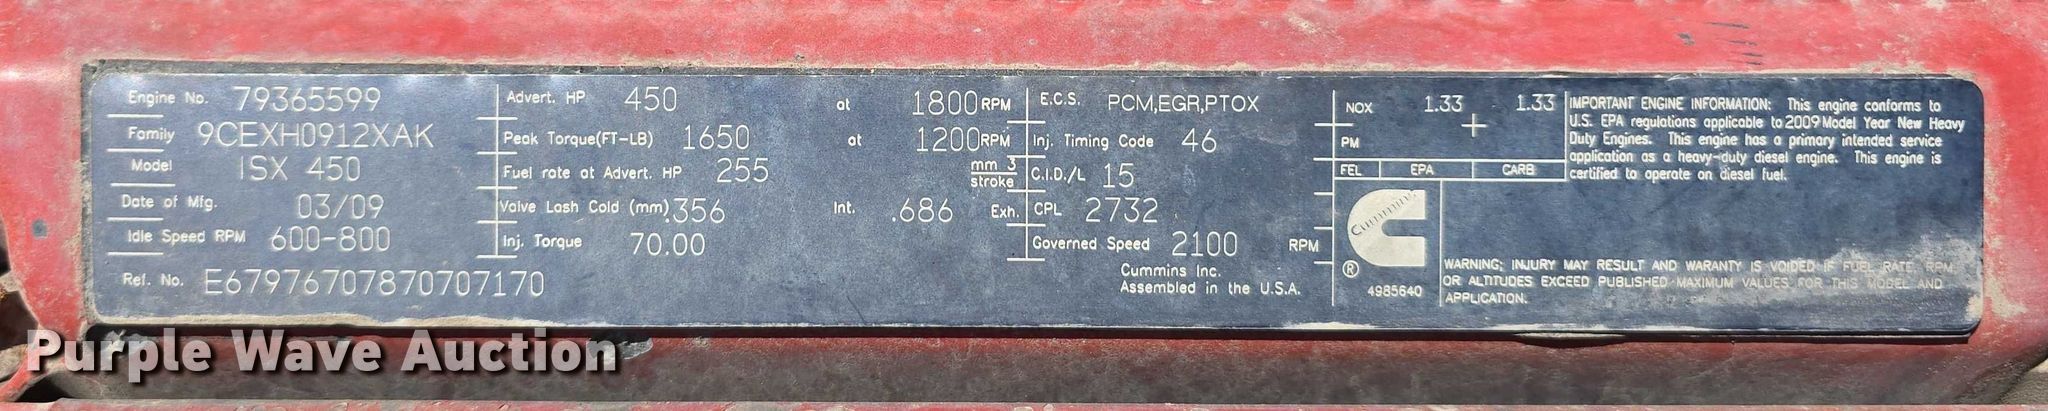 Engine No. 79365599
Family 9CEXH0912XAK
Model ISX 450
Date of Mfg. 03/09
Idle Speed RPM 600-800
Ref. No. E67976707870707170
Advert. HP 450 at 1800 RPM
Peak Torque(FT-LB) 1650 at 1200 RPM
Fuel rate at Advert. HP 255 mm 3
stroke
Valve Lash Cold (mm) .356 Int. .686 Exh.
Inj. Torque 70.00
E.C.S. PCM,EGR,PTOX
Inj. Timing Code 46
C.I.D./L 15
CPL 2732
Governed Speed 2100 RPM
Cummins Inc.
Assembled in the U.S.A.
NOX 1.33 1.33
PM
FEL EPA CARB
Cummins
®
4985640
IMPORTANT ENGINE INFORMATION: This engine conforms to
U.S. EPA regulations applicable to 2009 Model Year New Heavy
Duty Engines. This engine has a primary intended service
application as a heavy-duty diesel engine. This engine is
certified to operate on diesel fuel.
WARNING; INJURY MAY RESULT AND WARANTY IS VOIDED IF FUEL RATE, RPM
OR ALTITUDES EXCEED PUBLISHED MAXIMUM VALUES FOR THIS MODEL AND
APPLICATION.
Purple Wave Auction